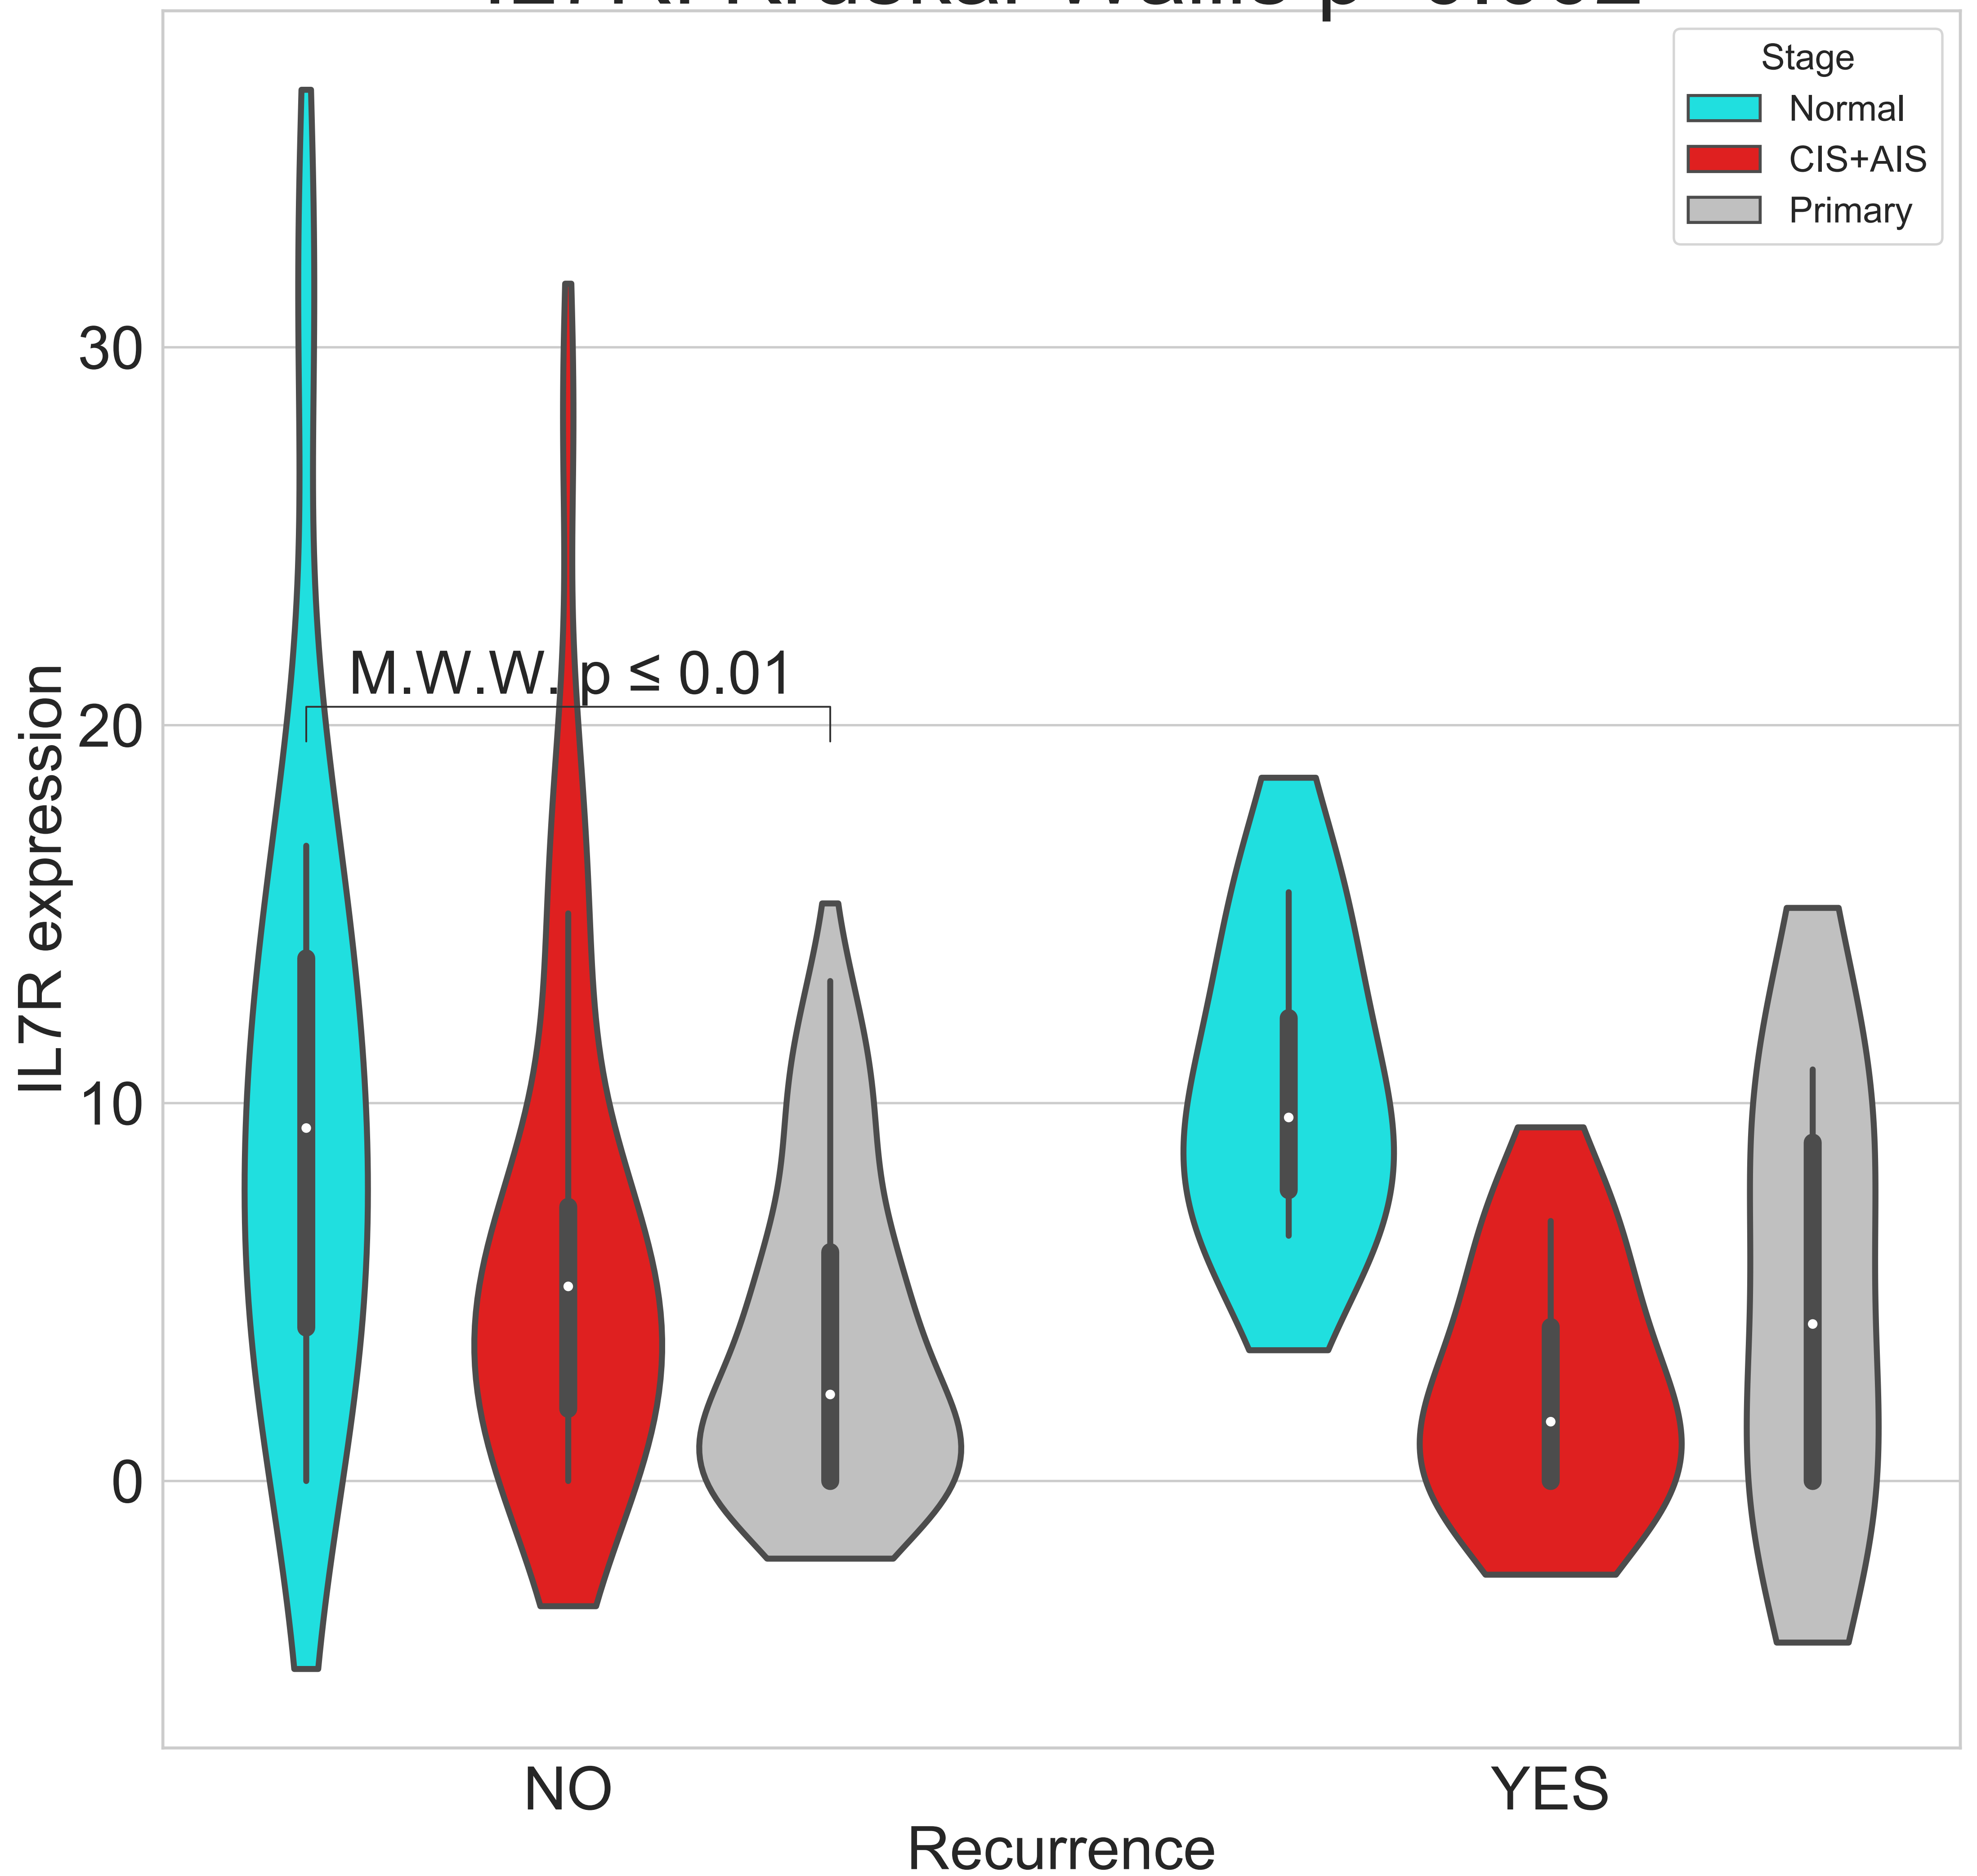 Stage
Normal
CIS+AIS
Primary
30
20
10
0
IL7R expression
M.W.W. p ≤ 0.01
NO
YES
Recurrence